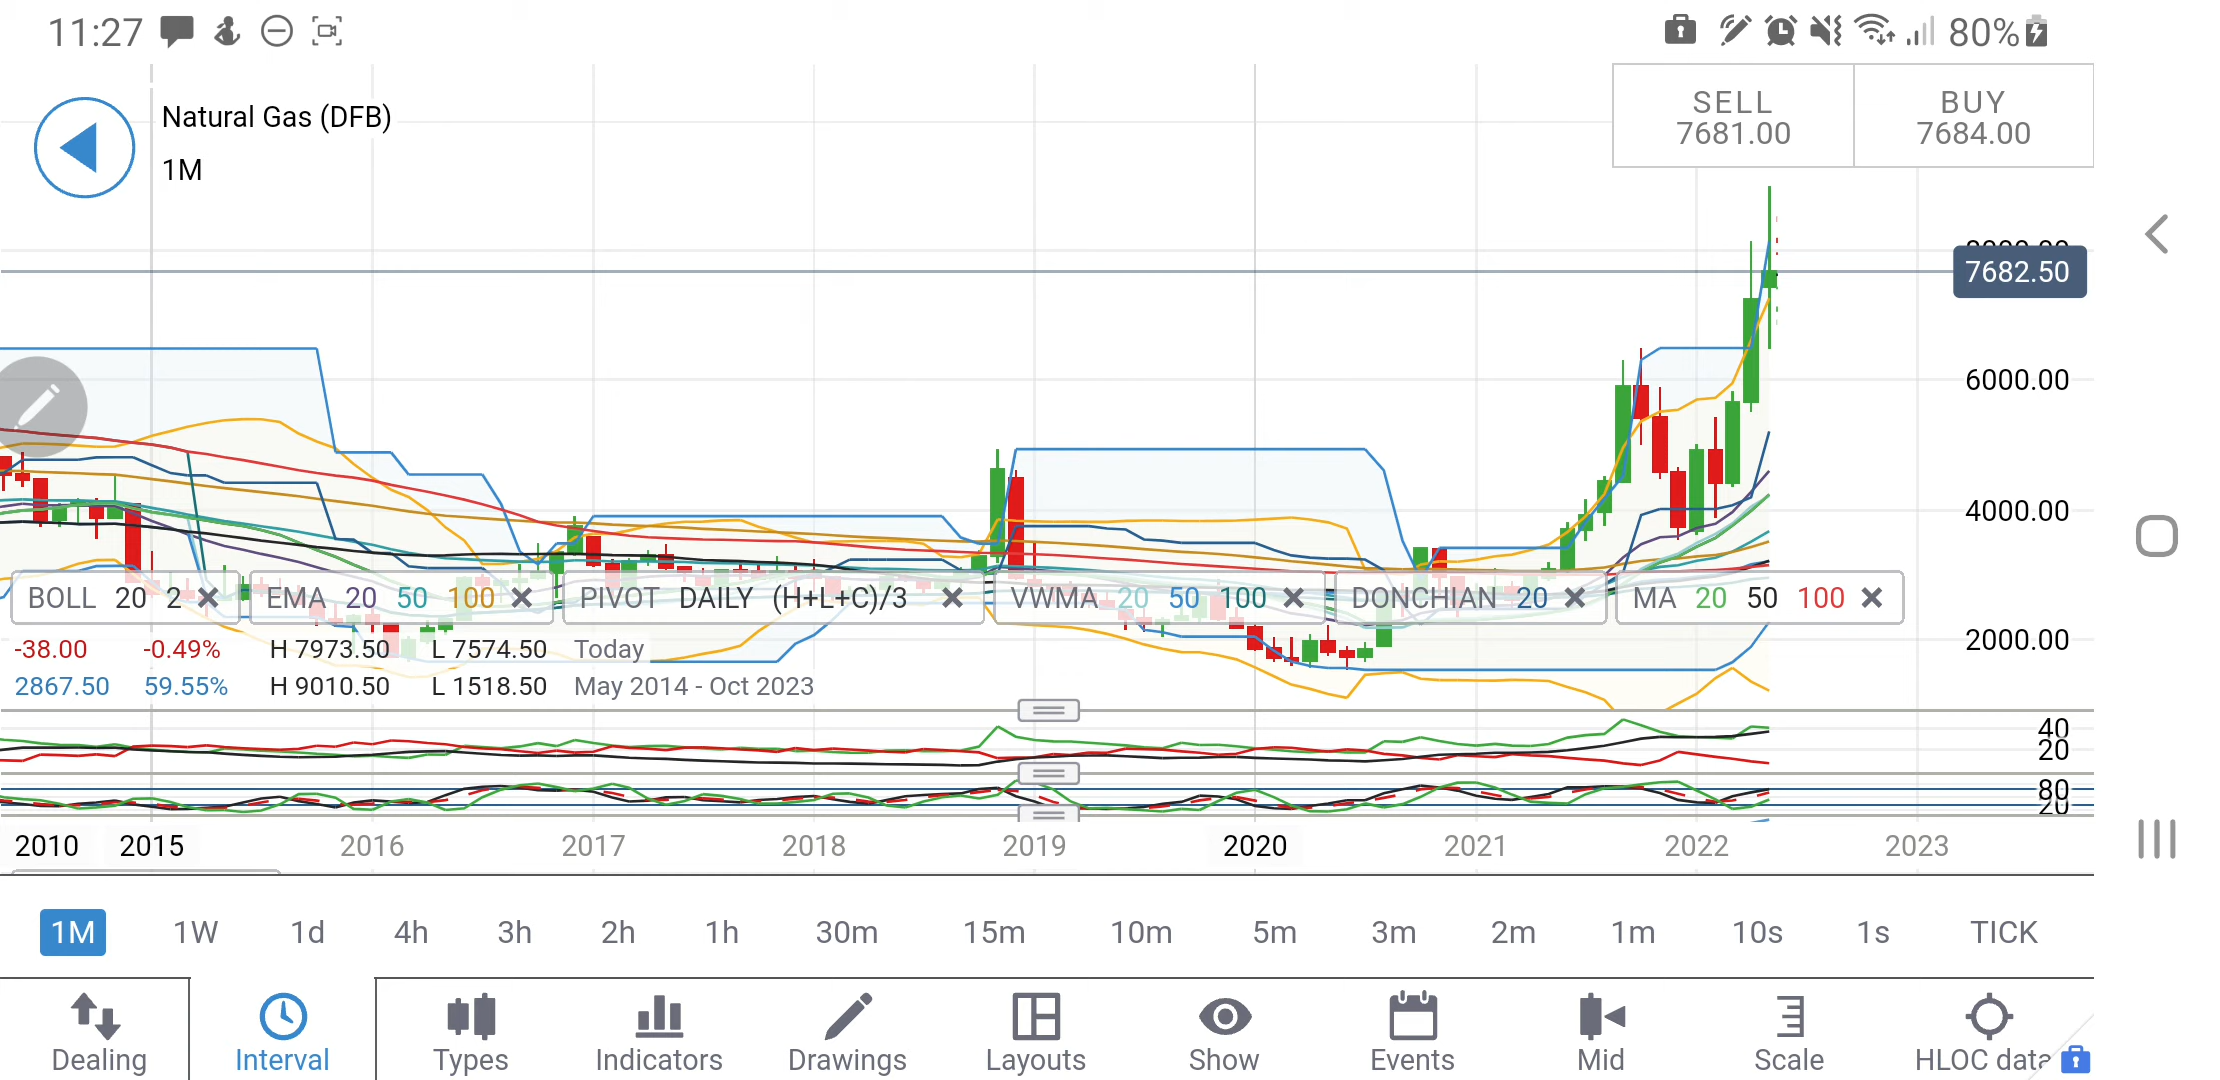 11:27 80%
Natural Gas (DFB)
1M
SELL BUY
7681.00 7684.00
7682.50
6000.00
4000.00
BOLL 20 2 EMA 20 50 100 PIVOT DAILY (H+L+C)/3 VWMA 20 50 100 DONCHIAN 20 MA 20 50 100
2000.00
-38.00 -0.49% H 7973.50 L 7574.50 Today
2867.50 59.55% H 9010.50 L 1518.50 May 2014 - Oct 2023
40
20
80
20
2010 2015 2016 2017 2018 2019 2020 2021 2022 2023
1M 1W 1d 4h 3h 2h 1h 30m 15m 10m 5m 3m 2m 1m 10s 1s TICK
Dealing Interval Types Indicators Drawings Layouts Show Events Mid Scale HLOC data